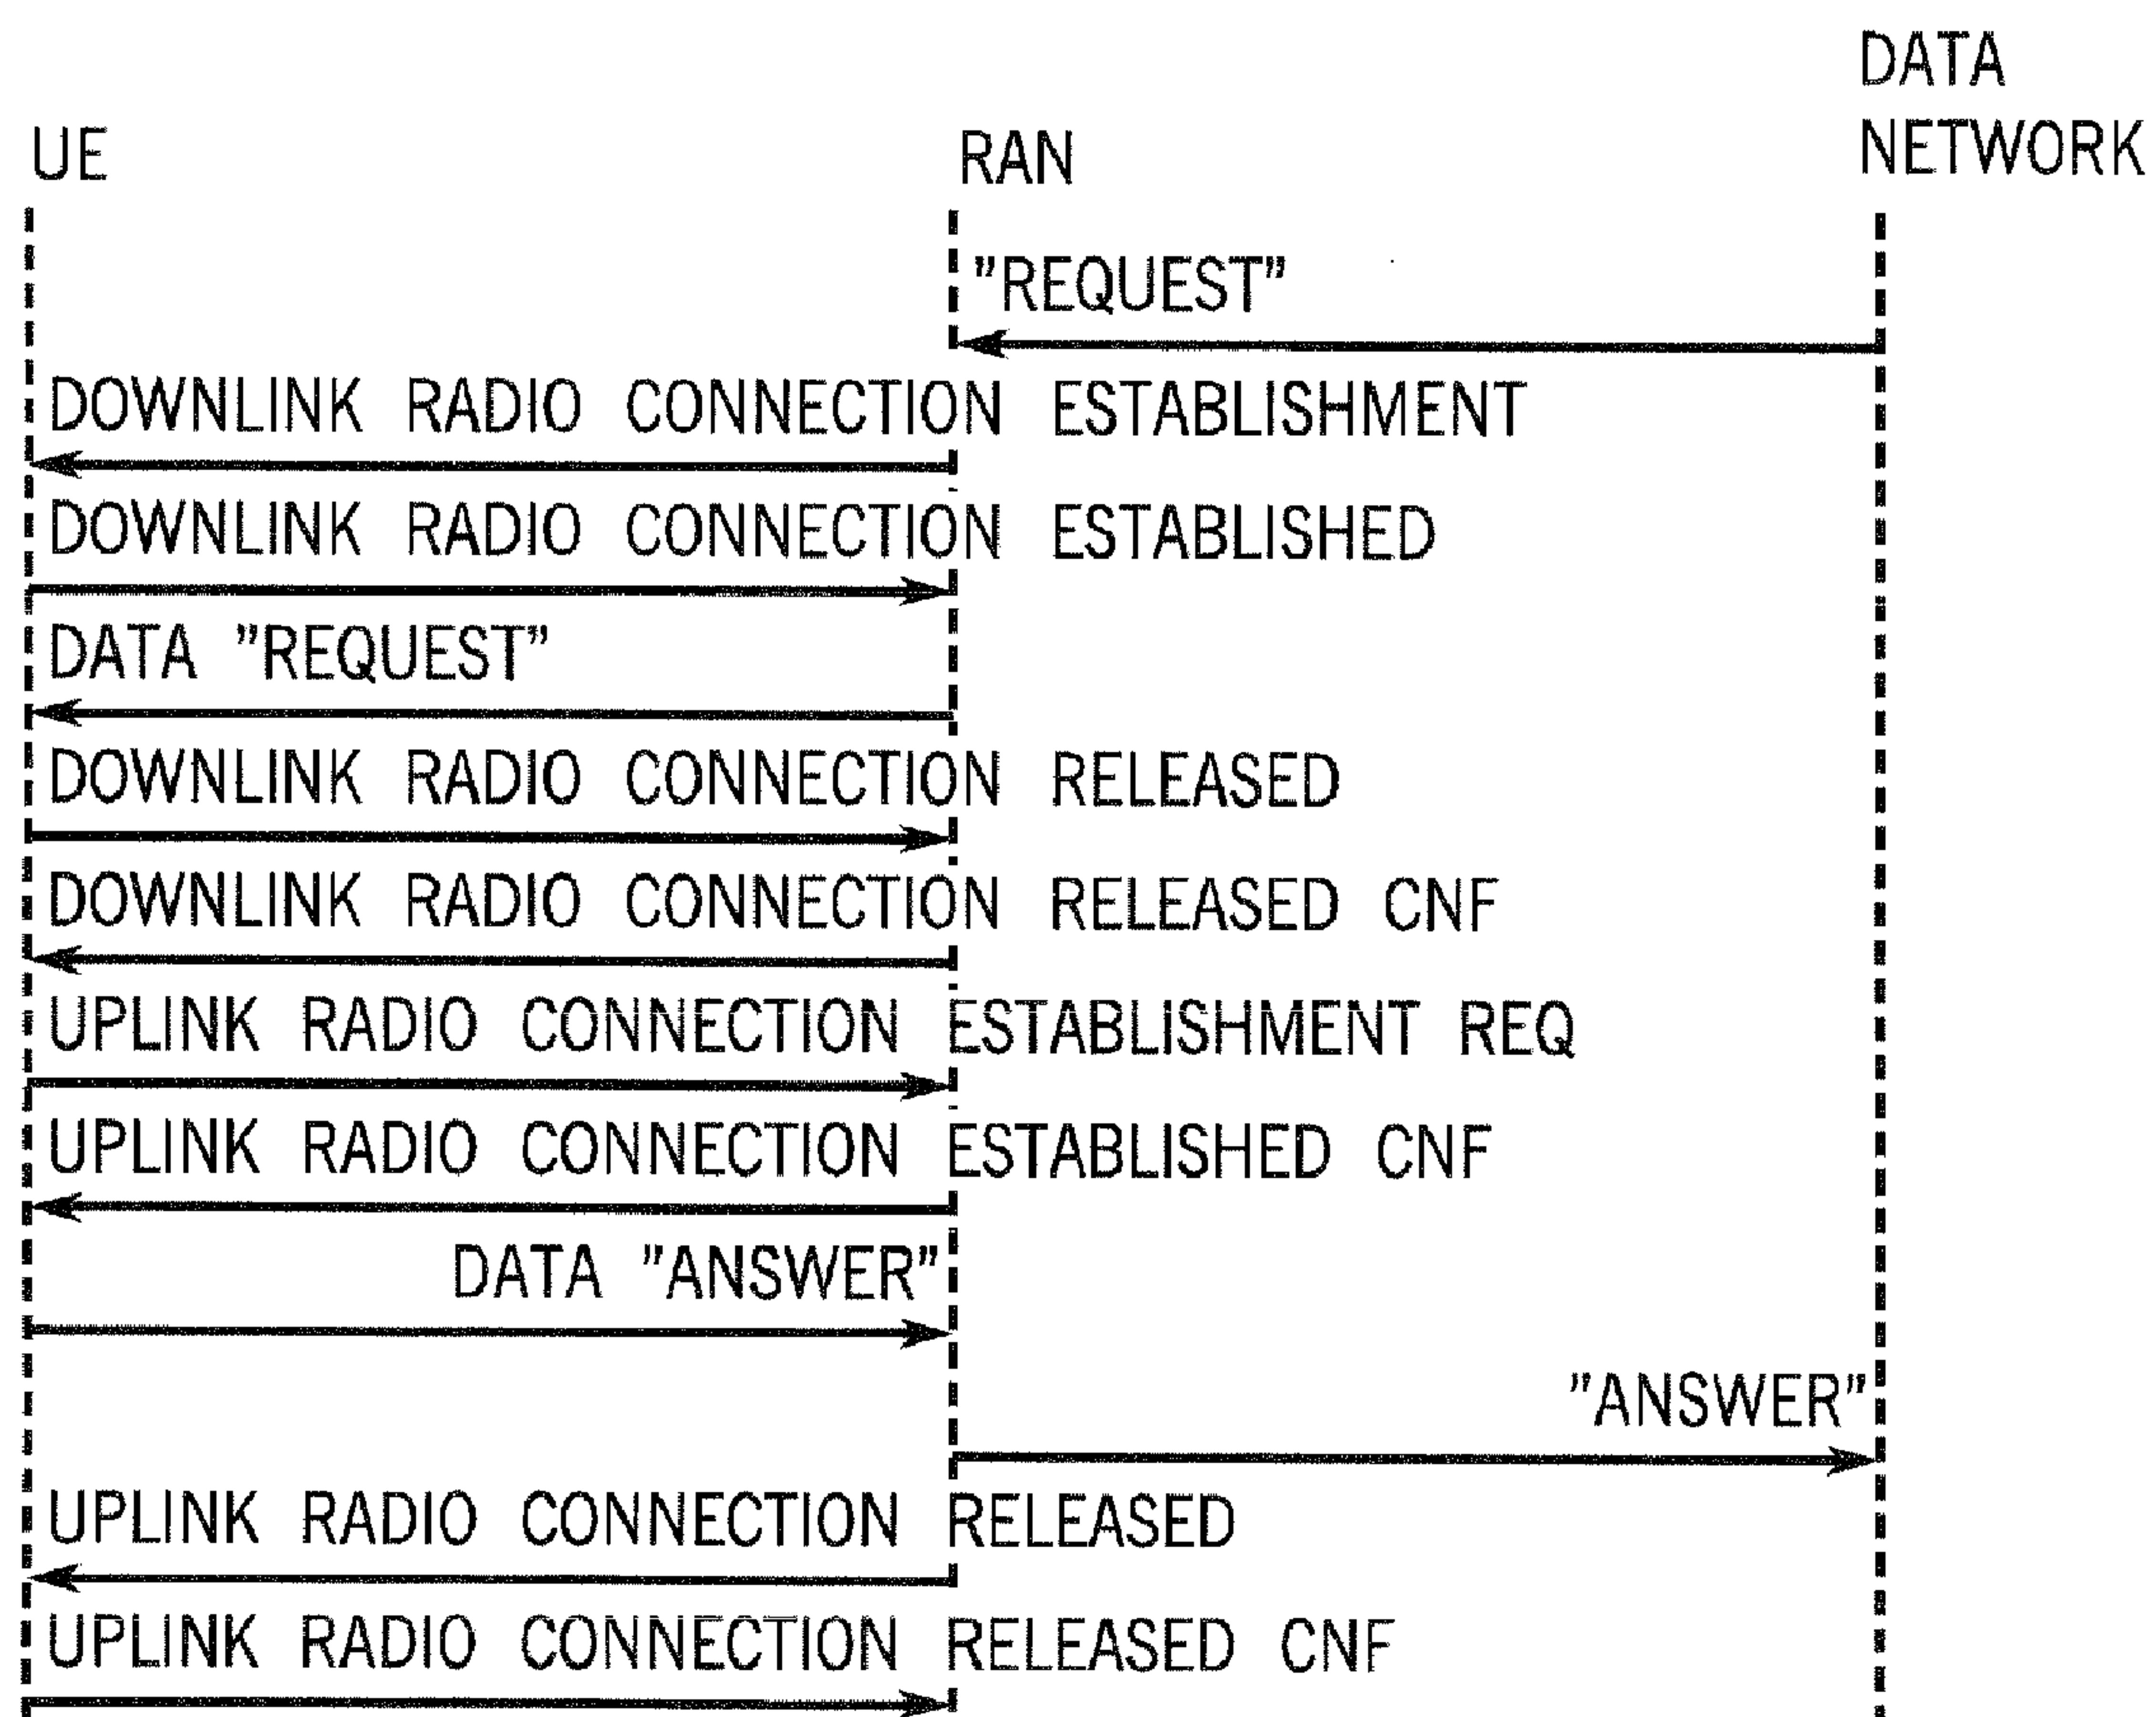 DATA
UE RAN NETWORK
"REQUEST"
DOWNLINK RADIO CONNECTION ESTABLISHMENT
DOWNLINK RADIO CONNECTION ESTABLISHED
DATA "REQUEST"
DOWNLINK RADIO CONNECTION RELEASED
DOWNLINK RADIO CONNECTION RELEASED CNF
UPLINK RADIO CONNECTION ESTABLISHMENT REQ
UPLINK RADIO CONNECTION ESTABLISHED CNF
DATA "ANSWER"
"ANSWER"
UPLINK RADIO CONNECTION RELEASED
UPLINK RADIO CONNECTION RELEASED CNF